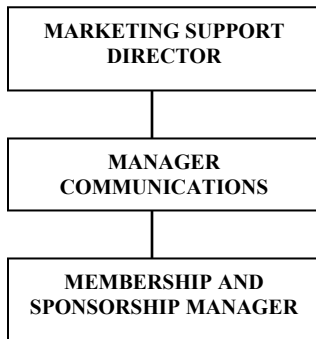 MARKETING SUPPORT
DIRECTOR
MANAGER
COMMUNICATIONS
MEMBERSHIP AND
SPONSORSHIP MANAGER